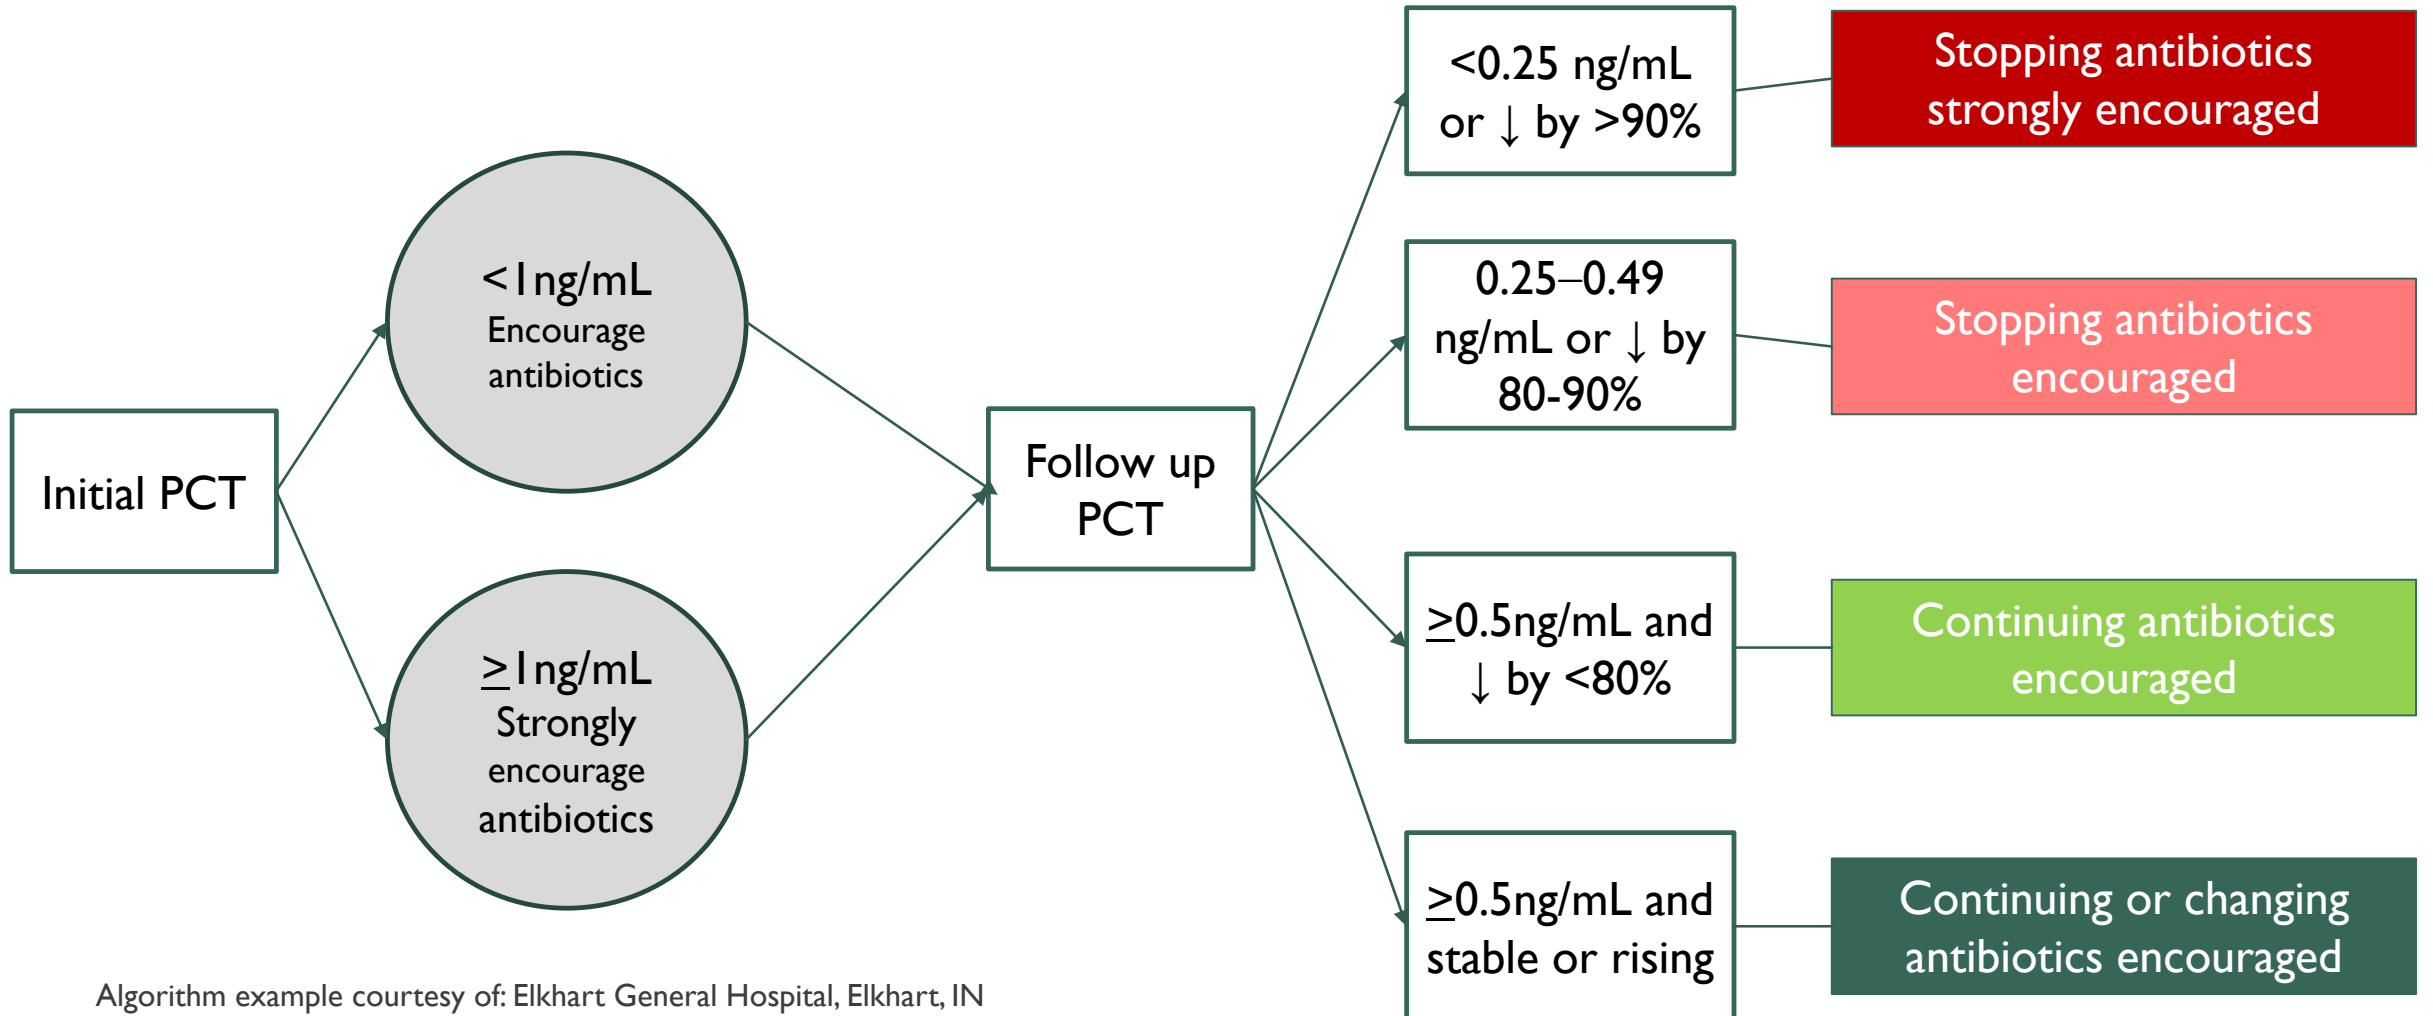 Initial PCT
<1ng/mL
Encourage
antibiotics
≥1ng/mL
Strongly
encourage
antibiotics
Follow up
PCT
<0.25 ng/mL
or ↓ by >90%
Stopping antibiotics
strongly encouraged
0.25–0.49
ng/mL or ↓ by
80-90%
Stopping antibiotics
encouraged
≥0.5ng/mL and
↓ by <80%
Continuing antibiotics
encouraged
≥0.5ng/mL and
stable or rising
Continuing or changing
antibiotics encouraged
Algorithm example courtesy of: Elkhart General Hospital, Elkhart, IN